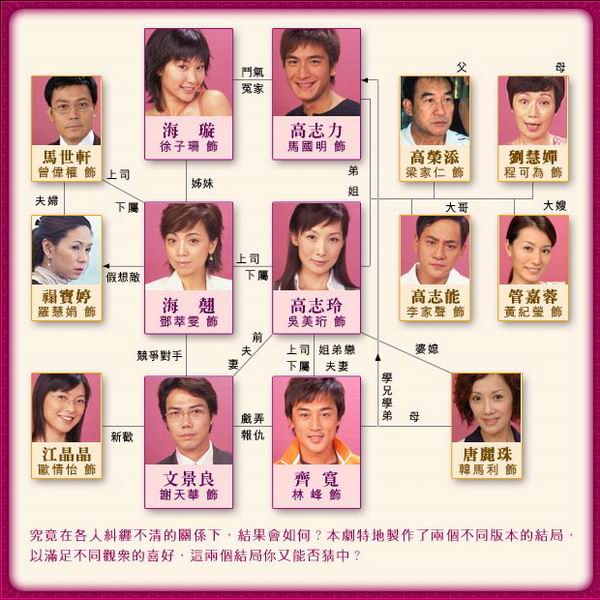 鬥氣
冤家
父
母
海 璇
徐子珊 飾
高志力
馬國明 飾
馬世軒
曾偉權 飾
高榮添
梁家仁 飾
劉慧嬋
程可為 飾
上司
下屬
姊妹
弟
姐
夫婦
大哥
大嫂
假想敵
上司
下屬
福寶婷
羅慧娟 飾
海 翹
鄧萃雯 飾
高志玲
吳美珩 飾
高志能
李家聲 飾
管嘉蓉
黃紀瑩 飾
競爭對手
前
夫
妻
上司
下屬
姐弟戀
夫妻
學兄學弟
婆媳
新歡
戲弄
報仇
母
江晶晶
歐情怡 飾
文景良
謝天華 飾
齊 寬
林 峰 飾
唐麗珠
韓馬利 飾
究竟在各人糾纏不清的關係下，結果會如何？本劇特地製作了兩個不同版本的結局，
以滿足不同觀衆的喜好，這兩個結局你又能否猜中？